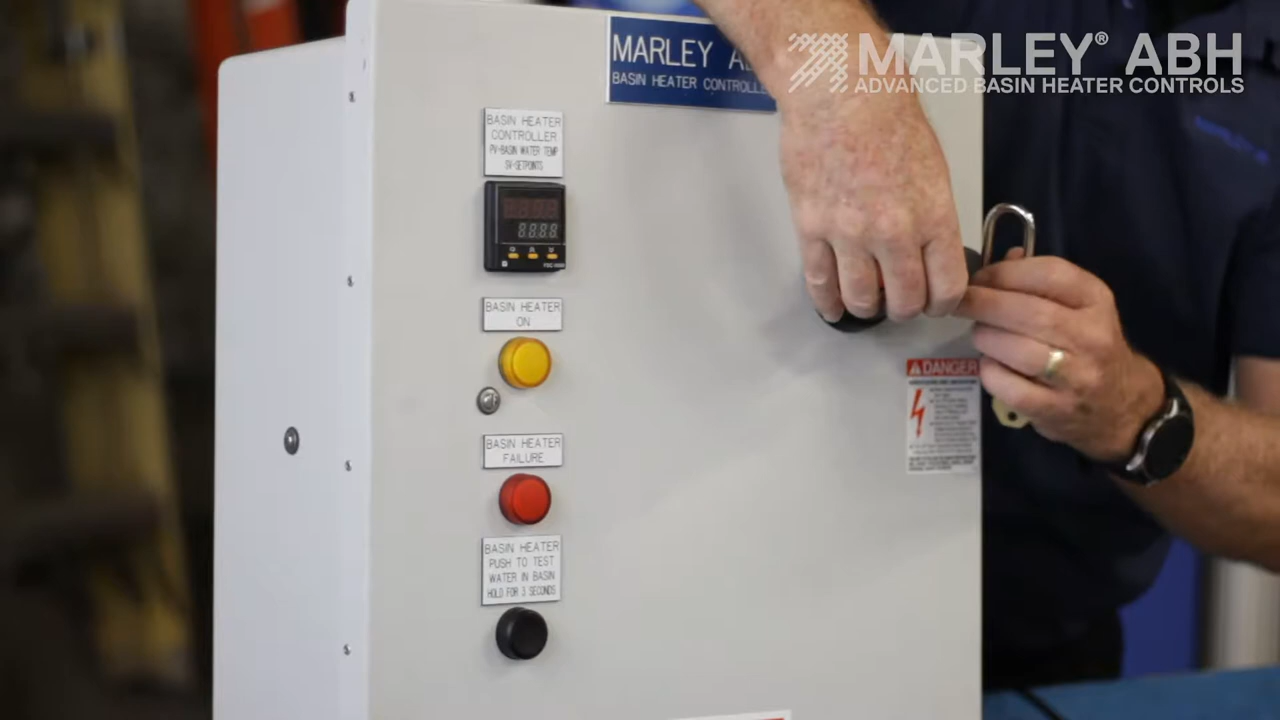 MARLEY
BASIN HEATER
MARLEY® ABH
ADVANCED BASIN HEATER CONTROLS
BASIN HEATER
CONTROLLER
PV-BASIN WATER TEMP
SV-SETPOINTS
8888
8888
BASIN HEATER
ON
BASIN HEATER
FAILURE
BASIN HEATER
PUSH TO TEST
WATER IN BASIN
HOLD FOR 3 SECONDS
DANGER